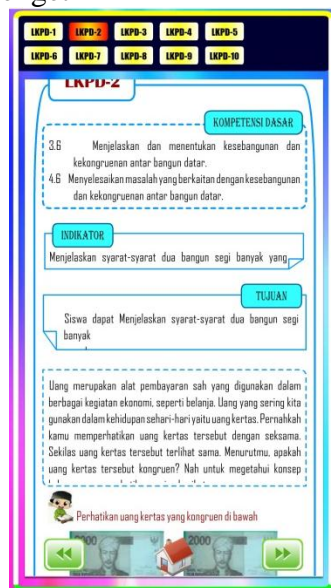 LKPD-1 LKPD-2 LKPD-3 LKPD-4 LKPD-5
LKPD-6 LKPD-7 LKPD-8 LKPD-9 LKPD-10
LKPD-2
KOMPETENSI DASAR
3.6 Menjelaskan dan menentukan kesebangunan dan
kekongruenan antar bangun datar.
4.6 Menyelesaikan masalah yang berkaitan dengan kesebangunan
dan kekongruenan antar bangun datar.
INDIKATOR
Menjelaskan syarat-syarat dua bangun segi banyak yang
TUJUAN
Siswa dapat Menjelaskan syarat-syarat dua bangun segi
banyak
Uang merupakan alat pembayaran sah yang digunakan dalam
berbagai kegiatan ekonomi, seperti belanja. Uang yang sering kita
gunakan dalam kehidupan sehari-hari yaitu uang kertas. Pernahkah
kamu memperhatikan uang kertas tersebut dengan seksama.
Sekilas uang kertas tersebut terlihat sama. Menurutmu, apakah
uang kertas tersebut kongruen? Nah untuk megetahui konsep
Perhatikan uang kertas yang kongruen di bawah
2000